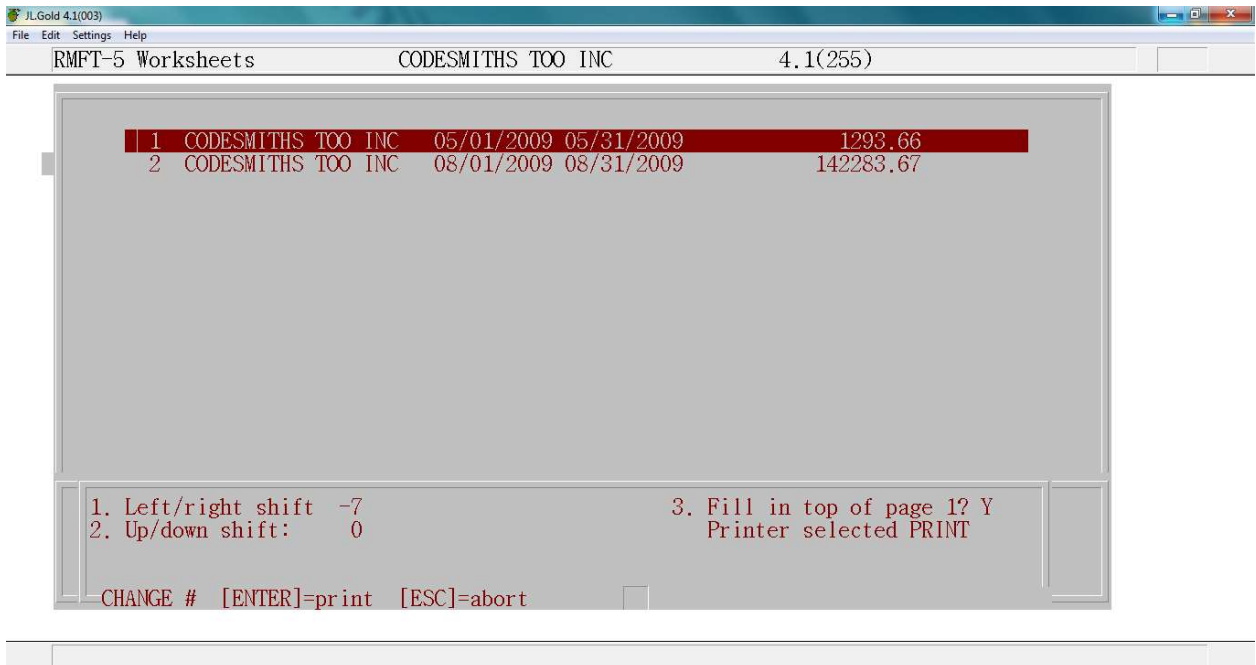 JL.Gold 4.1(003)
File Edit Settings Help
RMFT-5 Worksheets CODESMITHS TOO INC 4.1(255)
1 CODESMITHS TOO INC 05/01/2009 05/31/2009 1293.66
2 CODESMITHS TOO INC 08/01/2009 08/31/2009 142283.67
1. Left/right shift -7 3. Fill in top of page 1? Y
2. Up/down shift: 0 Printer selected PRINT
CHANGE # [ENTER]=print [ESC]=abort